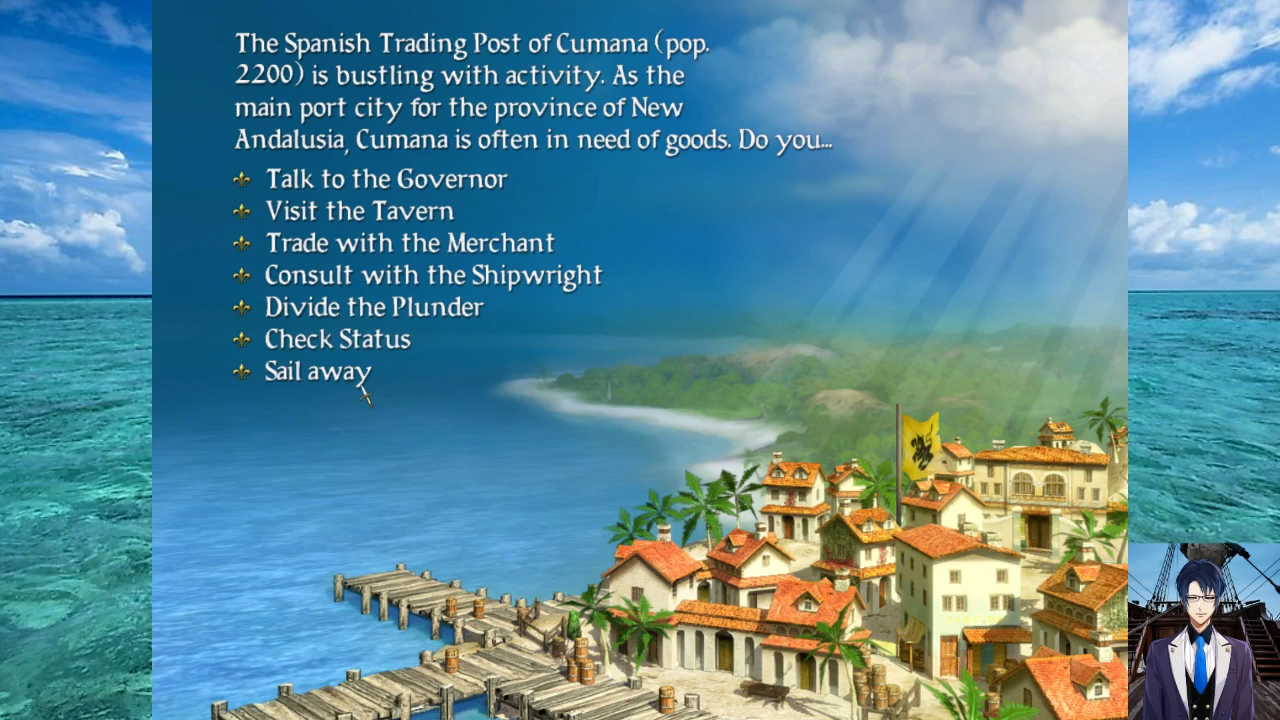 The Spanish Trading Post of Cumana (pop.
2200) is bustling with activity. As the
main port city for the province of New
Andalusia, Cumana is often in need of goods. Do you...
Talk to the Governor
Visit the Tavern
Trade with the Merchant
Consult with the Shipwright
Divide the Plunder
Check Status
Sail away